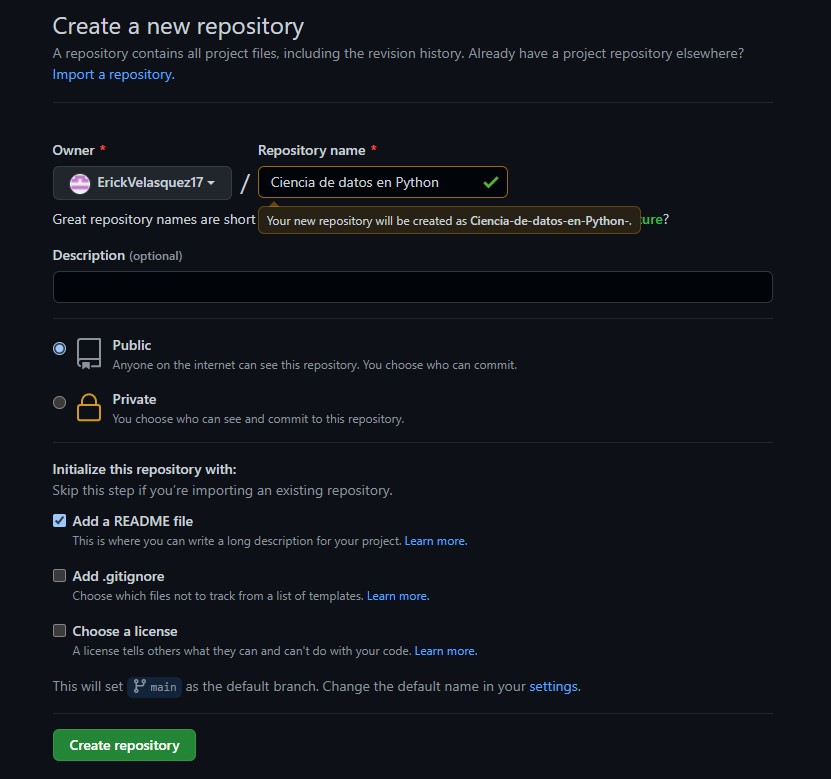 Create a new repository
A repository contains all project files, including the revision history. Already have a project repository elsewhere?
Import a repository.
Owner *
Repository name *
ErickVelasquez17
/
Ciencia de datos en Python
Great repository names are short
Your new repository will be created as Ciencia-de-datos-en-Python-.
ure?
Description (optional)
Public
Anyone on the internet can see this repository. You choose who can commit.
Private
You choose who can see and commit to this repository.
Initialize this repository with:
Skip this step if you're importing an existing repository.
Add a README file
This is where you can write a long description for your project. Learn more.
Add .gitignore
Choose which files not to track from a list of templates. Learn more.
Choose a license
A license tells others what they can and can't do with your code. Learn more.
This will set main as the default branch. Change the default name in your settings.
Create repository